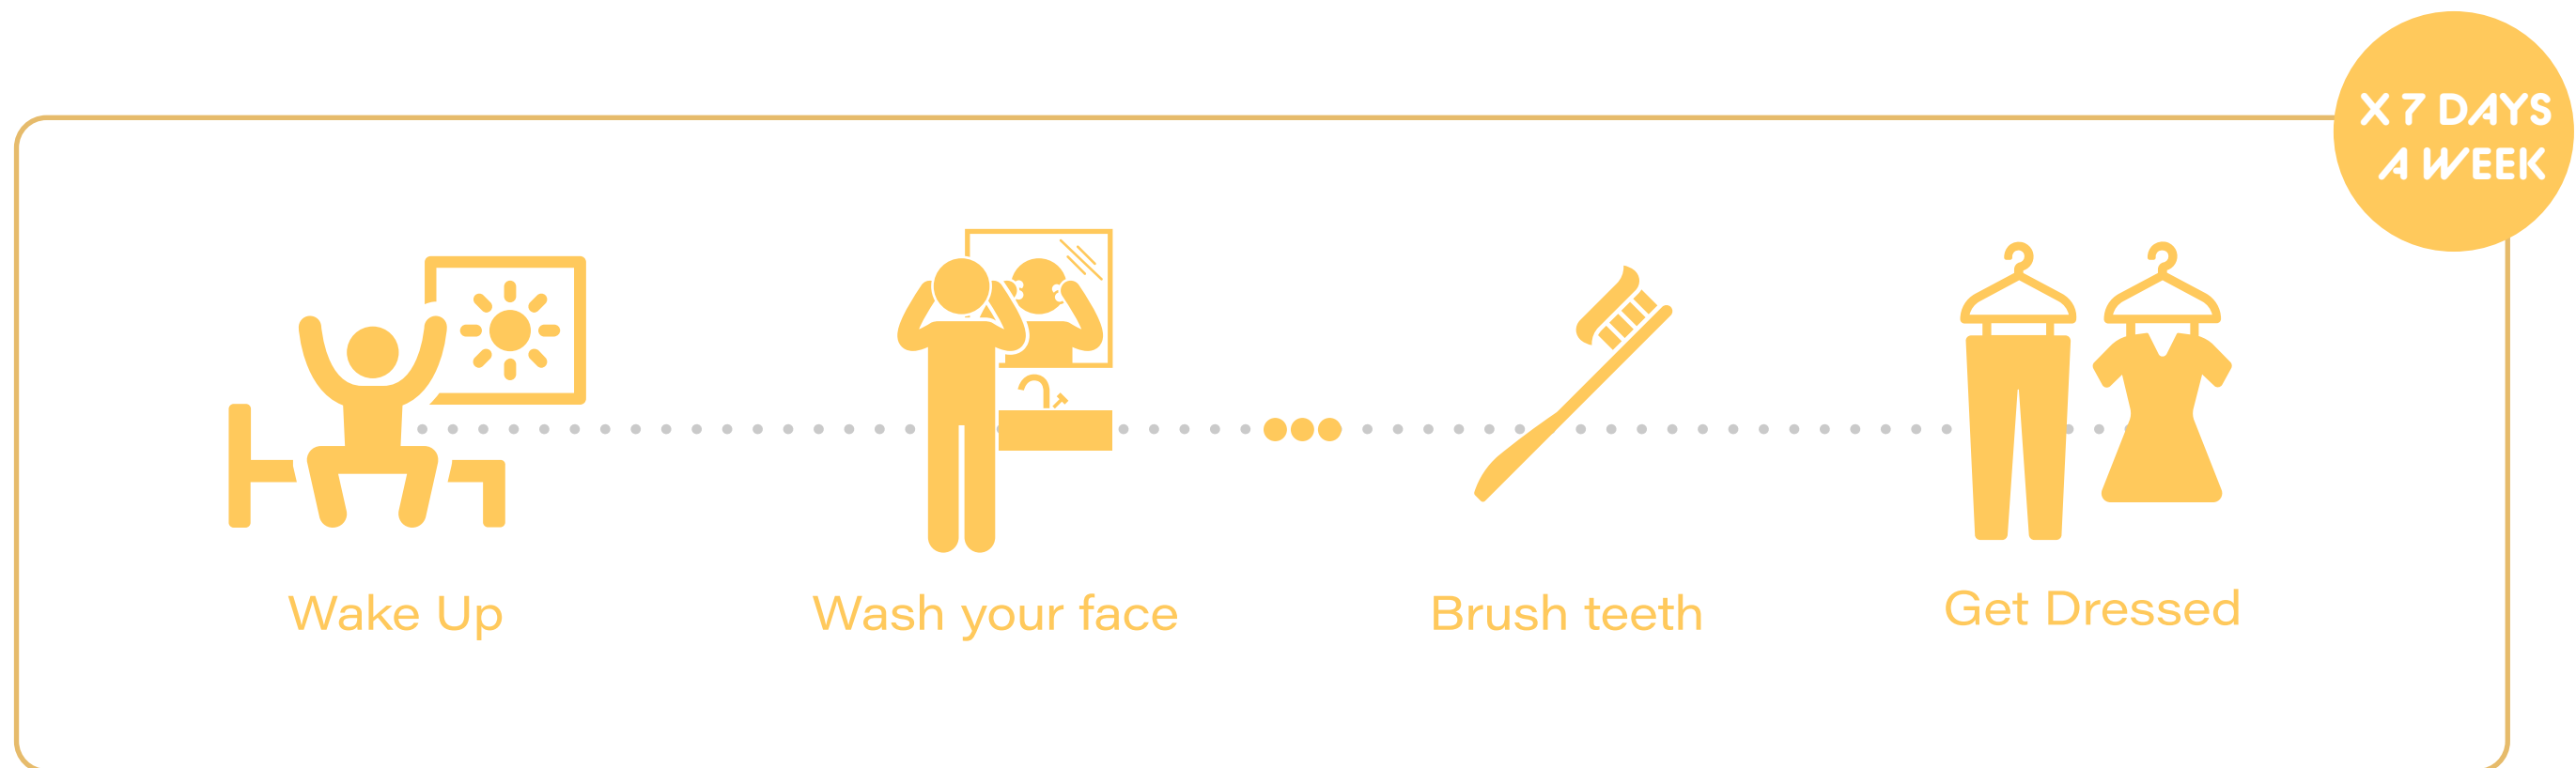 X 7 DAYS
A WEEK
Wake Up
Wash your face
Brush teeth
Get Dressed